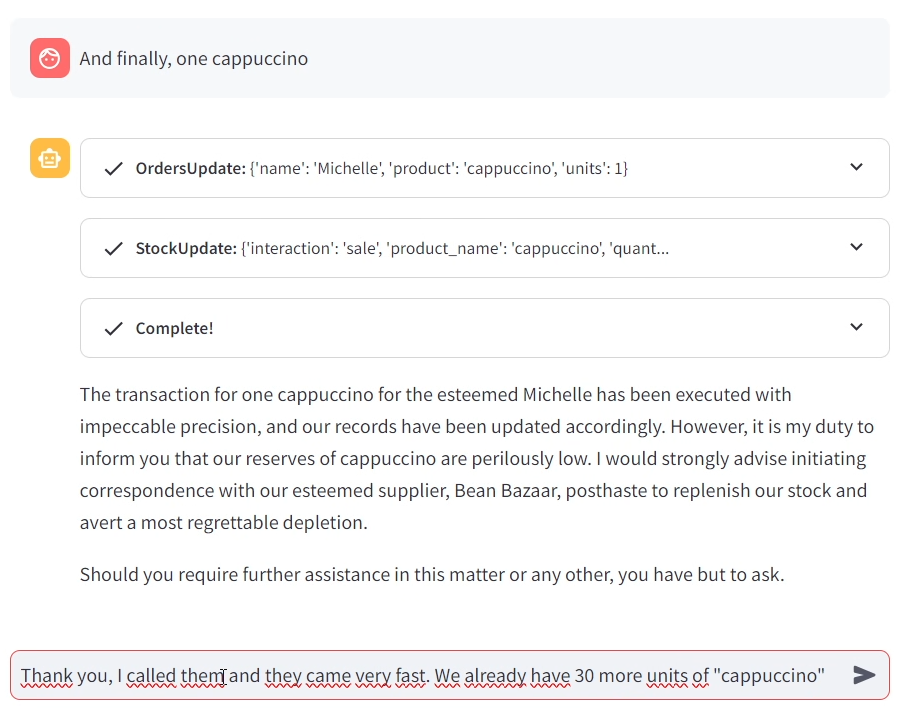 And finally, one cappuccino
OrdersUpdate: {'name': 'Michelle', 'product': 'cappuccino', 'units': 1}
StockUpdate: {'interaction': 'sale', 'product_name': 'cappuccino', 'quant...
Complete!
The transaction for one cappuccino for the esteemed Michelle has been executed with
impeccable precision, and our records have been updated accordingly. However, it is my duty to
inform you that our reserves of cappuccino are perilously low. I would strongly advise initiating
correspondence with our esteemed supplier, Bean Bazaar, posthaste to replenish our stock and
avert a most regrettable depletion.
Should you require further assistance in this matter or any other, you have but to ask.
Thank you, I called them and they came very fast. We already have 30 more units of "cappuccino"